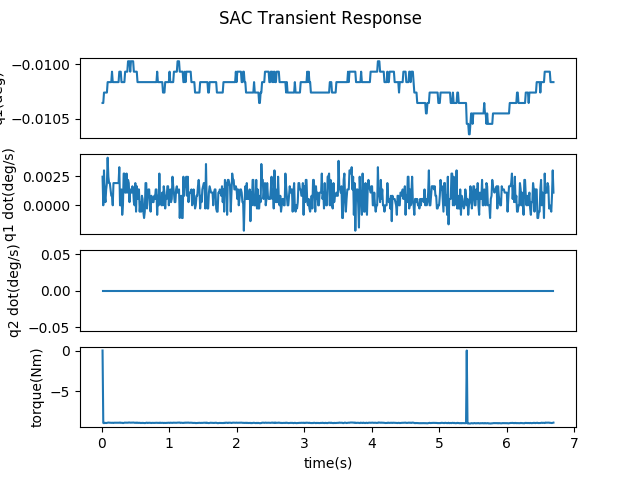 SAC Transient Response
−0.0100
−0.0105
q1(deg)
0.0025
0.0000
q1 dot(deg/s)
0.05
0.00
−0.05
q2 dot(deg/s)
0
−5
torque(Nm)
0 1 2 3 4 5 6 7
time(s)